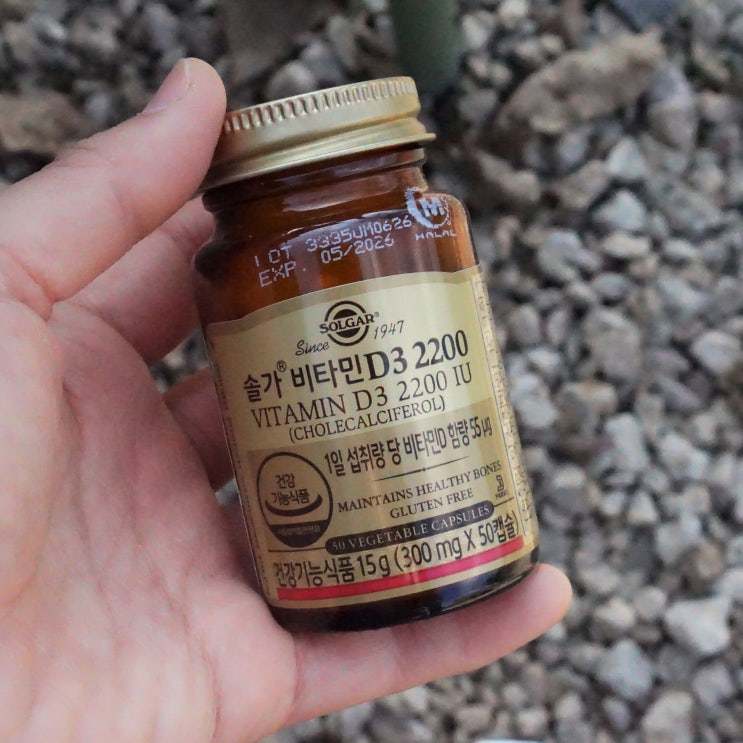 LOT 3335UM0626
EXP. 05/2026
M
HALAL
SOLGAR®
Since 1947
솔가® 비타민D3 2200
VITAMIN D3 2200 IU
(CHOLECALCIFEROL)
1일 섭취량 당 비타민D 함량 55 μg
건강
기능식품
MAINTAINS HEALTHY BONES
GLUTEN FREE
50 VEGETABLE CAPSULES
건강기능식품 15g (300 mg X 50캡슐)